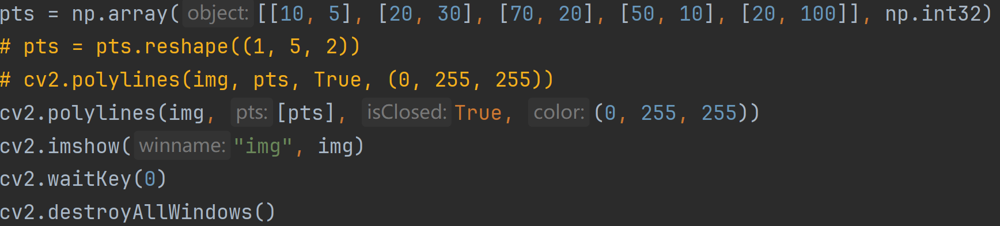 pts = np.array(object:[[10, 5], [20, 30], [70, 20], [50, 10], [20, 100]], np.int32)
# pts = pts.reshape((1, 5, 2))
# cv2.polylines(img, pts, True, (0, 255, 255))
cv2.polylines(img, pts:[pts], isClosed:True, color:(0, 255, 255))
cv2.imshow(winname:"img", img)
cv2.waitKey(0)
cv2.destroyAllWindows()